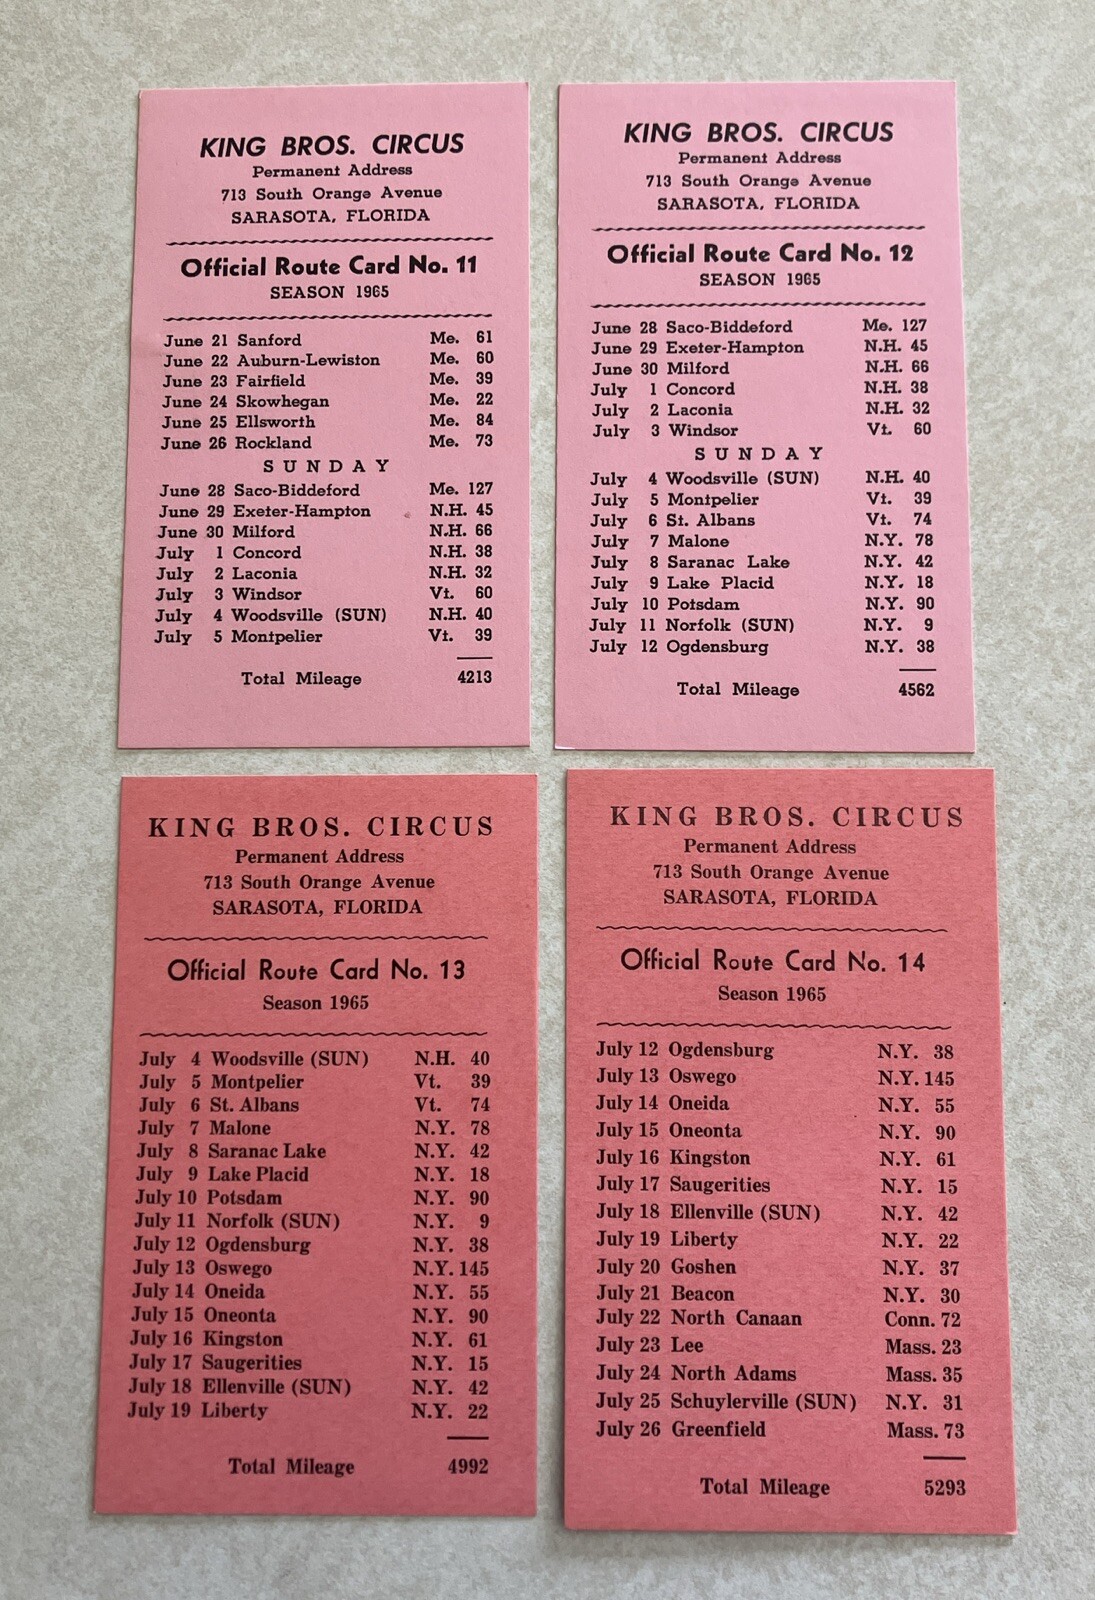 KING BROS. CIRCUS
Permanent Address
713 South Orange Avenue
SARASOTA, FLORIDA
Official Route Card No. 11
SEASON 1965
June 21 Sanford Me. 61
June 22 Auburn-Lewiston Me. 60
June 23 Fairfield Me. 39
June 24 Skowhegan Me. 22
June 25 Ellsworth Me. 84
June 26 Rockland Me. 73
SUNDAY
June 28 Saco-Biddeford Me. 127
June 29 Exeter-Hampton N.H. 45
June 30 Milford N.H. 66
July 1 Concord N.H. 38
July 2 Laconia N.H. 32
July 3 Windsor Vt. 60
July 4 Woodsville (SUN) N.H. 40
July 5 Montpelier Vt. 39
Total Mileage 4213
KING BROS. CIRCUS
Permanent Address
713 South Orange Avenue
SARASOTA, FLORIDA
Official Route Card No. 12
SEASON 1965
June 28 Saco-Biddeford Me. 127
June 29 Exeter-Hampton N.H. 45
June 30 Milford N.H. 66
July 1 Concord N.H. 38
July 2 Laconia N.H. 32
July 3 Windsor Vt. 60
SUNDAY
July 4 Woodsville (SUN) N.H. 40
July 5 Montpelier Vt. 39
July 6 St. Albans Vt. 74
July 7 Malone N.Y. 78
July 8 Saranac Lake N.Y. 42
July 9 Lake Placid N.Y. 18
July 10 Potsdam N.Y. 90
July 11 Norfolk (SUN) N.Y. 9
July 12 Ogdensburg N.Y. 38
Total Mileage 4562
KING BROS. CIRCUS
Permanent Address
713 South Orange Avenue
SARASOTA, FLORIDA
Official Route Card No. 13
Season 1965
July 4 Woodsville (SUN) N.H. 40
July 5 Montpelier Vt. 39
July 6 St. Albans Vt. 74
July 7 Malone N.Y. 78
July 8 Saranac Lake N.Y. 42
July 9 Lake Placid N.Y. 18
July 10 Potsdam N.Y. 90
July 11 Norfolk (SUN) N.Y. 9
July 12 Ogdensburg N.Y. 38
July 13 Oswego N.Y. 145
July 14 Oneida N.Y. 55
July 15 Oneonta N.Y. 90
July 16 Kingston N.Y. 61
July 17 Saugerities N.Y. 15
July 18 Ellenville (SUN) N.Y. 42
July 19 Liberty N.Y. 22
Total Mileage 4992
KING BROS. CIRCUS
Permanent Address
713 South Orange Avenue
SARASOTA, FLORIDA
Official Route Card No. 14
Season 1965
July 12 Ogdensburg N.Y. 38
July 13 Oswego N.Y. 145
July 14 Oneida N.Y. 55
July 15 Oneonta N.Y. 90
July 16 Kingston N.Y. 61
July 17 Saugerities N.Y. 15
July 18 Ellenville (SUN) N.Y. 42
July 19 Liberty N.Y. 22
July 20 Goshen N.Y. 37
July 21 Beacon N.Y. 30
July 22 North Canaan Conn. 72
July 23 Lee Mass. 23
July 24 North Adams Mass. 35
July 25 Schuylerville (SUN) N.Y. 31
July 26 Greenfield Mass. 73
Total Mileage 5293